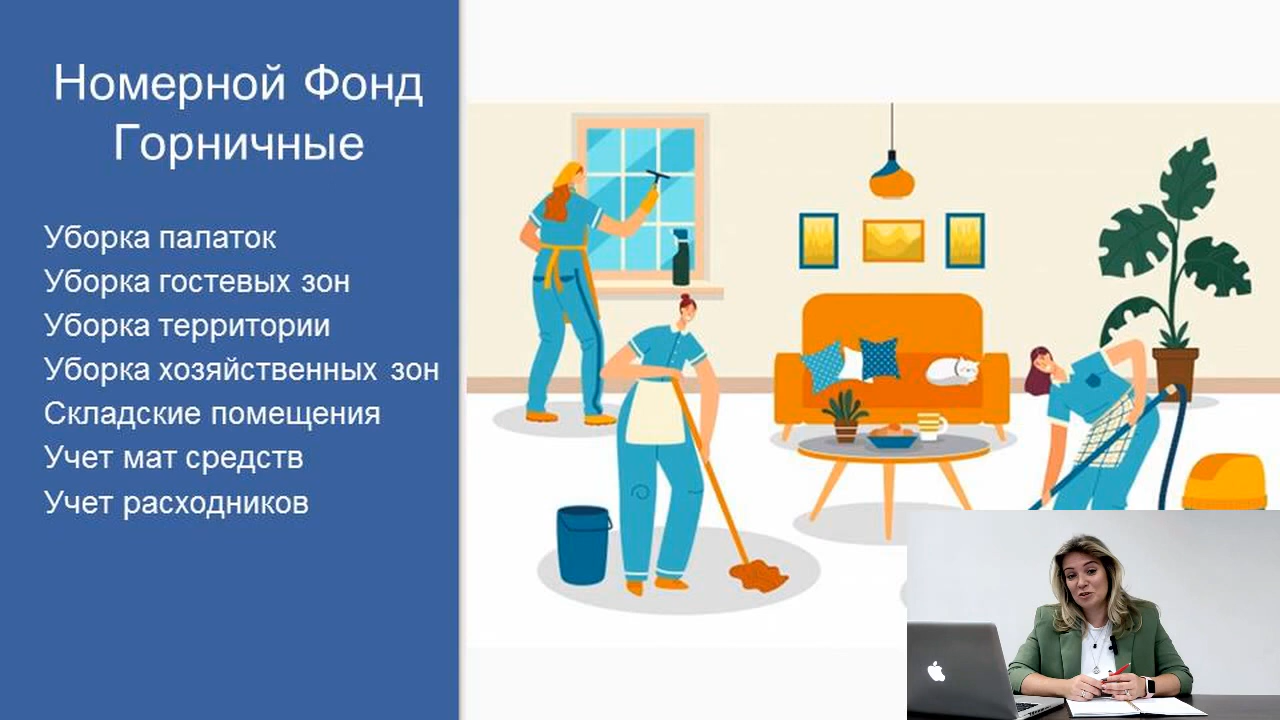 Номерной Фонд
Горничные
Уборка палаток
Уборка гостевых зон
Уборка территории
Уборка хозяйственных зон
Складские помещения
Учет мат средств
Учет расходников